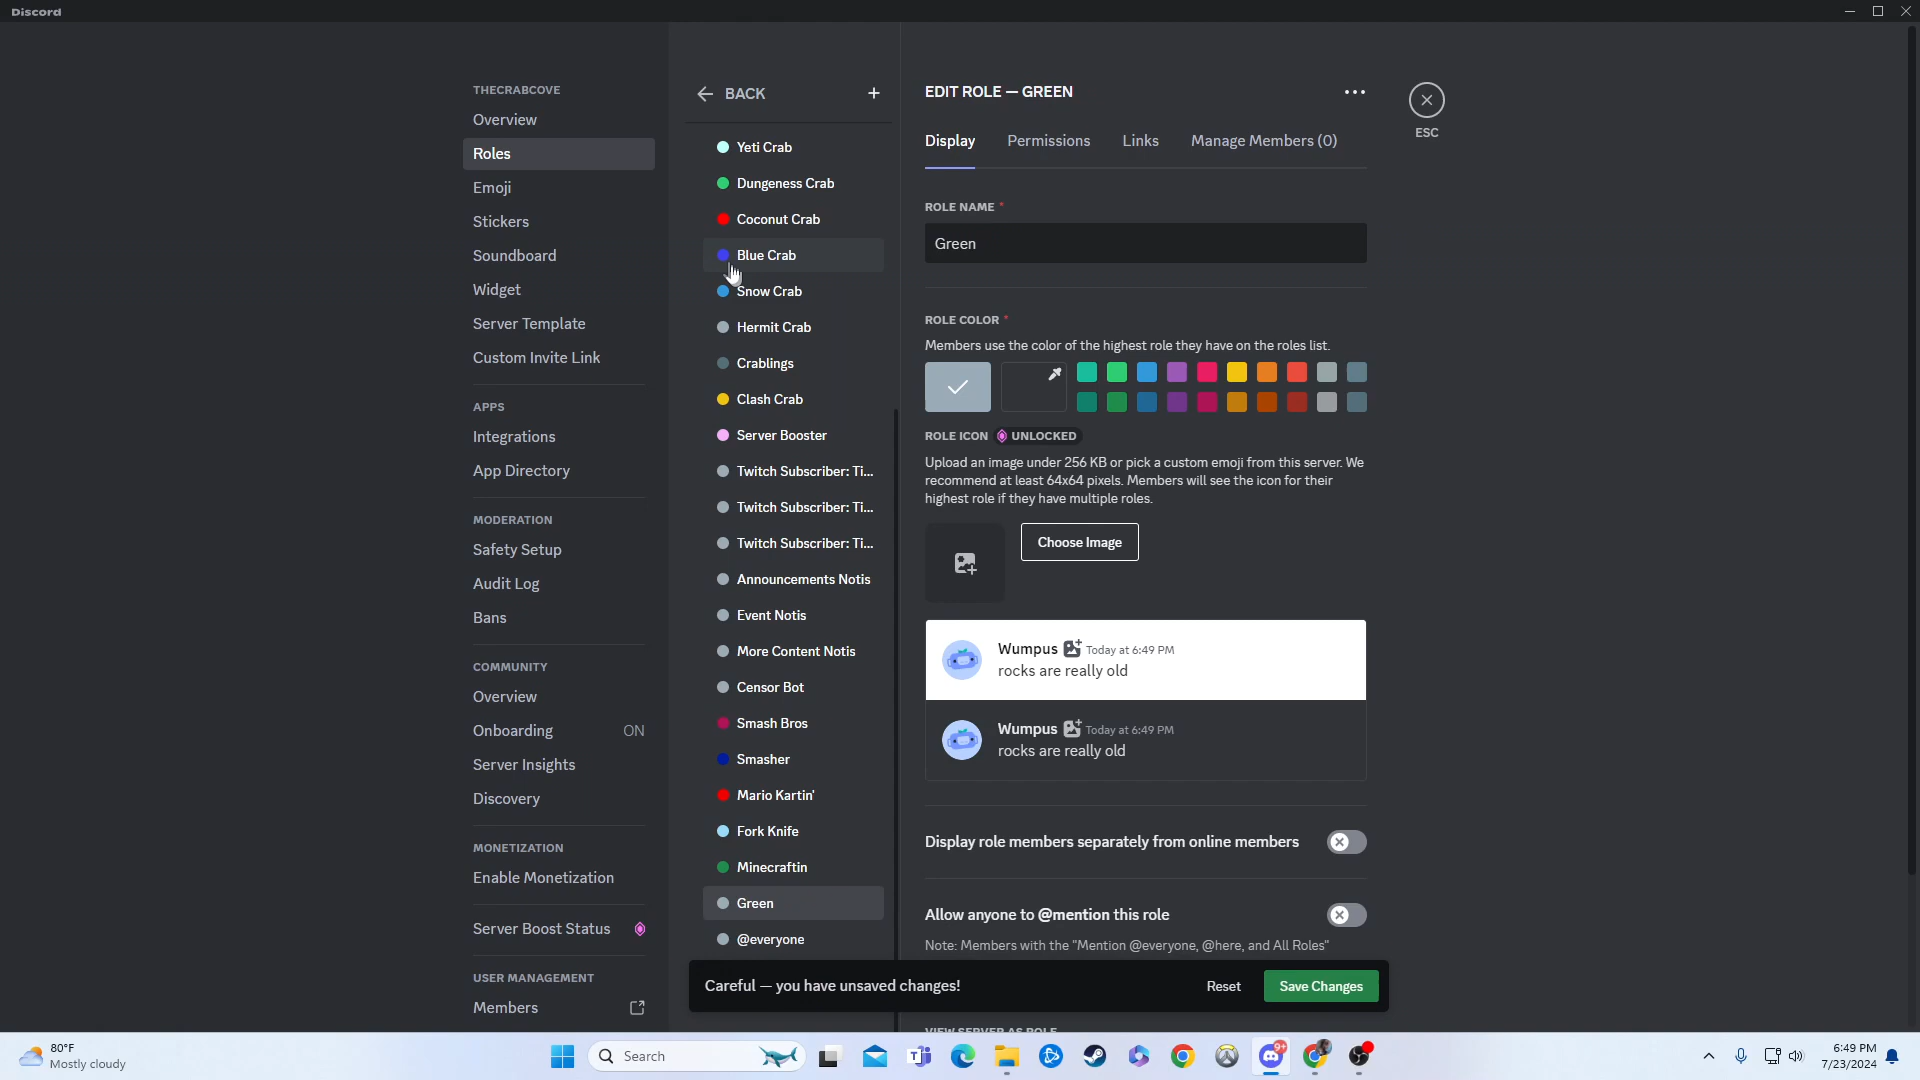 Discord
THECRABCOVE
Overview
Roles
Emoji
Stickers
Soundboard
Widget
Server Template
Custom Invite Link
APPS
Integrations
App Directory
MODERATION
Safety Setup
Audit Log
Bans
COMMUNITY
Overview
Onboarding ON
Server Insights
Discovery
MONETIZATION
Enable Monetization
Server Boost Status
USER MANAGEMENT
Members
BACK +
Yeti Crab
Dungeness Crab
Coconut Crab
Blue Crab
Snow Crab
Hermit Crab
Crablings
Clash Crab
Server Booster
Twitch Subscriber: Ti...
Twitch Subscriber: Ti...
Twitch Subscriber: Ti...
Announcements Notis
Event Notis
More Content Notis
Censor Bot
Smash Bros
Smasher
Mario Kartin'
Fork Knife
Minecraftin
Green
@everyone
EDIT ROLE — GREEN
ESC
Display Permissions Links Manage Members (0)
ROLE NAME *
Green
ROLE COLOR *
Members use the color of the highest role they have on the roles list.
ROLE ICON UNLOCKED
Upload an image under 256 KB or pick a custom emoji from this server. We
recommend at least 64x64 pixels. Members will see the icon for their
highest role if they have multiple roles.
Choose Image
Wumpus Today at 6:49 PM
rocks are really old
Wumpus Today at 6:49 PM
rocks are really old
Display role members separately from online members
Allow anyone to @mention this role
Note: Members with the "Mention @everyone, @here, and All Roles"
Careful — you have unsaved changes! Reset Save Changes
VIEW SERVER AS ROLE
80°F
Mostly cloudy
Search
9+
6:49 PM
7/23/2024